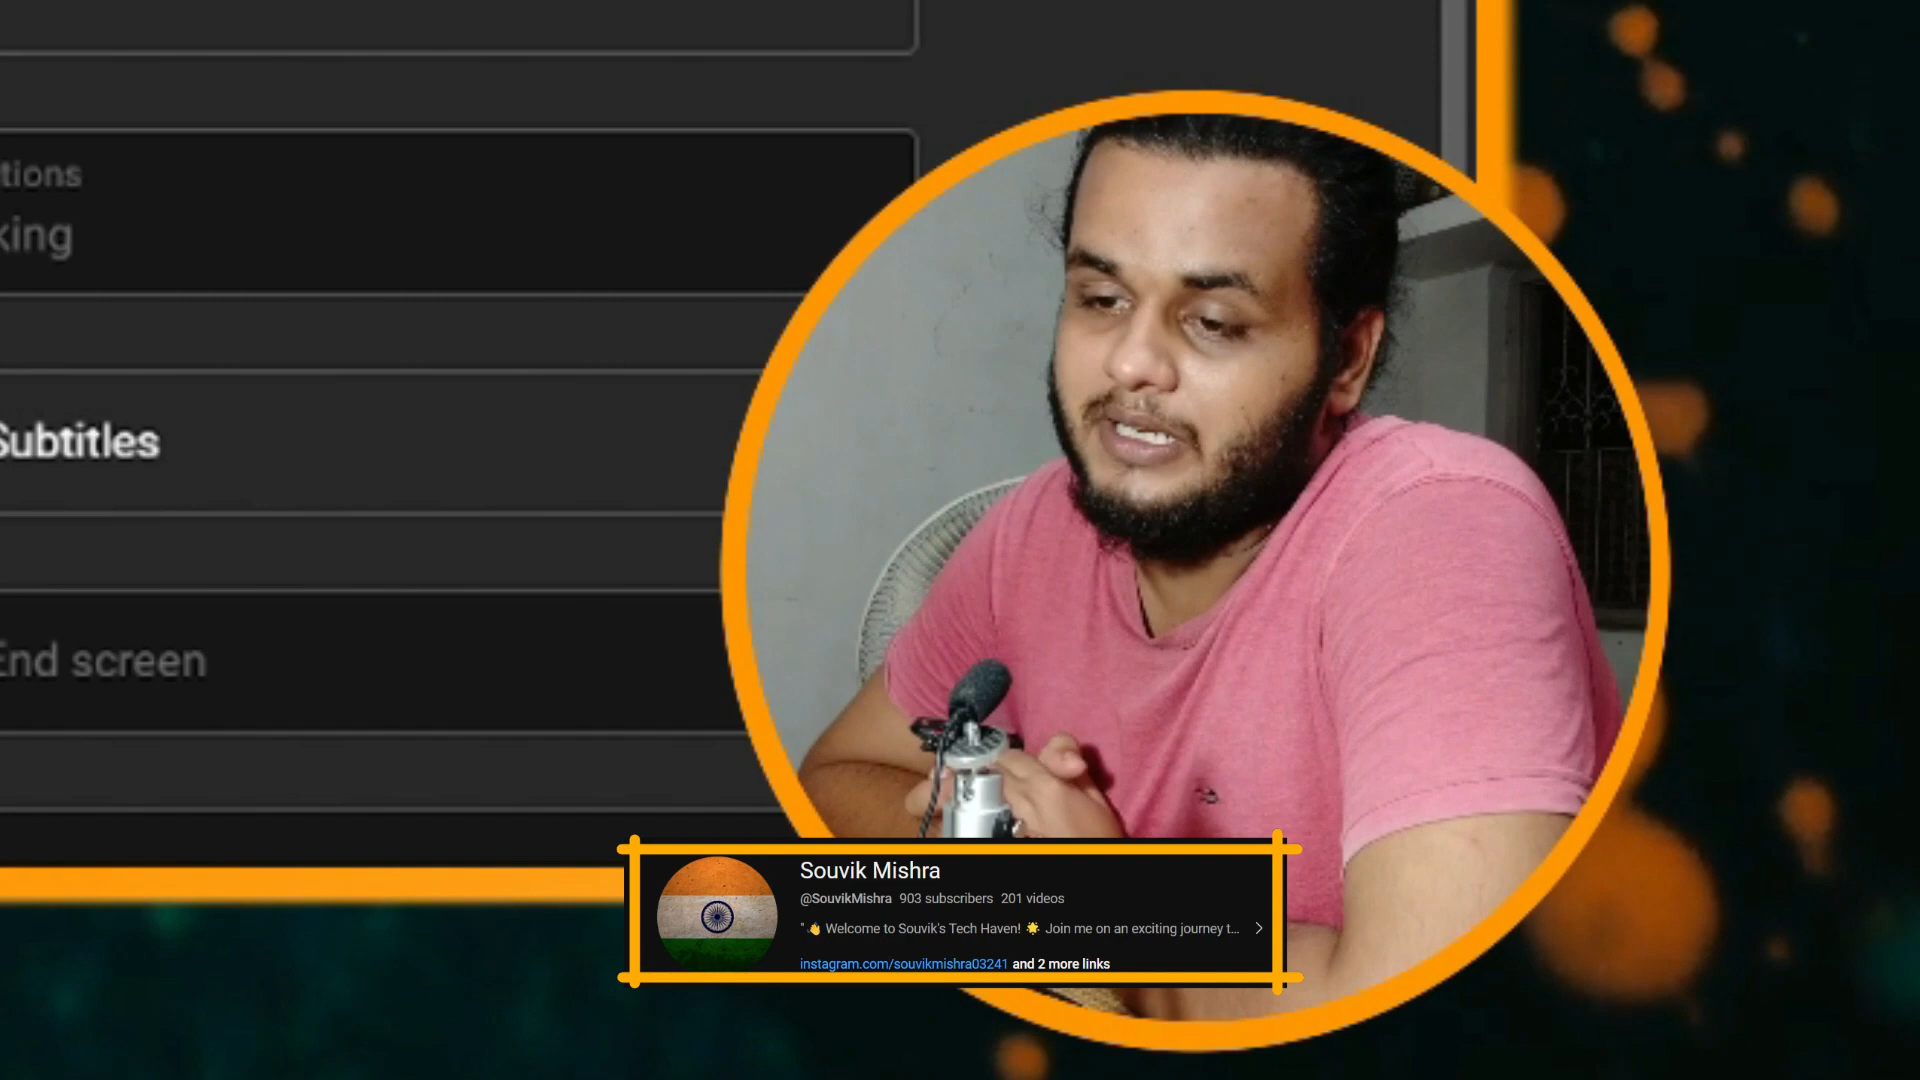 tions
king
Subtitles
End screen
Souvik Mishra
@SouvikMishra 903 subscribers 201 videos
"👋 Welcome to Souvik's Tech Haven! 🌟 Join me on an exciting journey t...
instagram.com/souvikmishra03241 and 2 more links